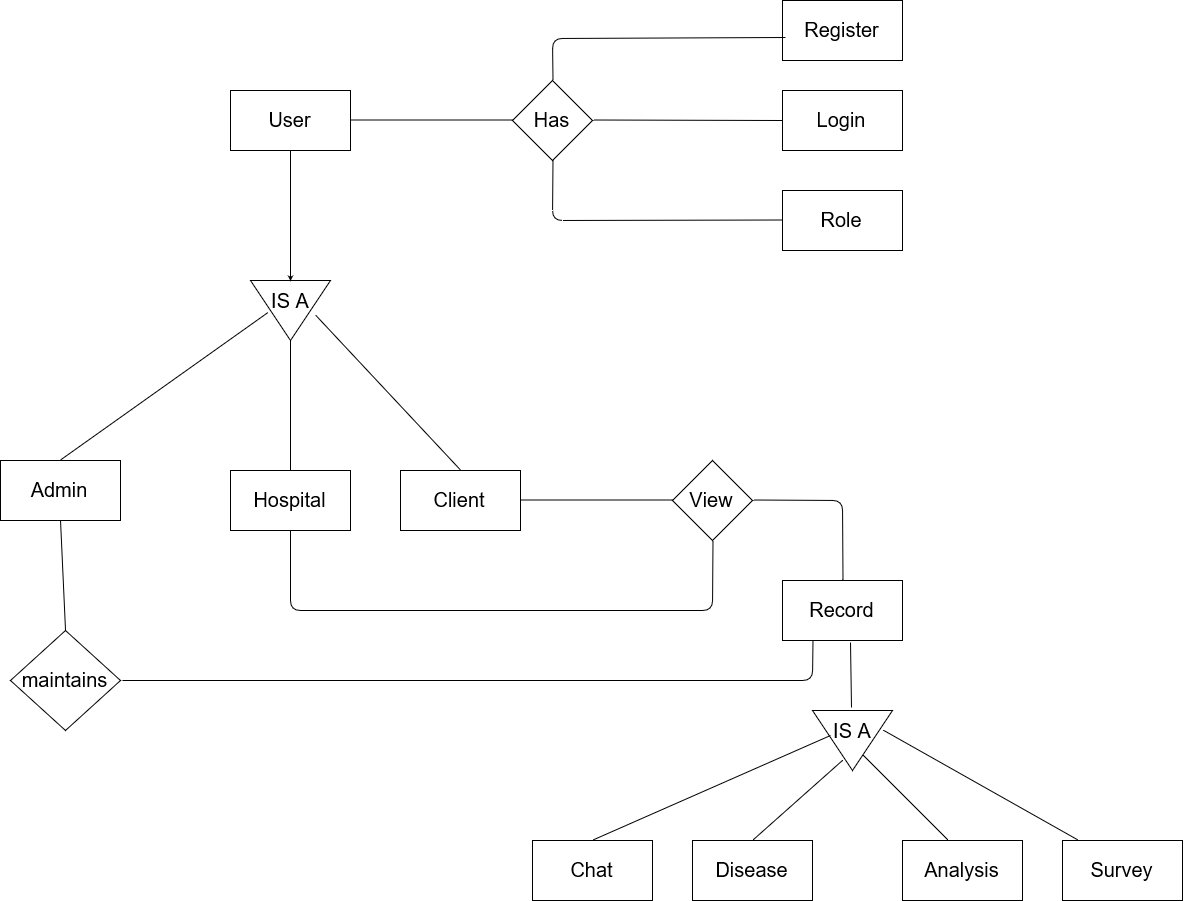 Register
User
Has
Login
Role
IS A
Admin
Hospital
Client
View
Record
maintains
IS A
Chat
Disease
Analysis
Survey